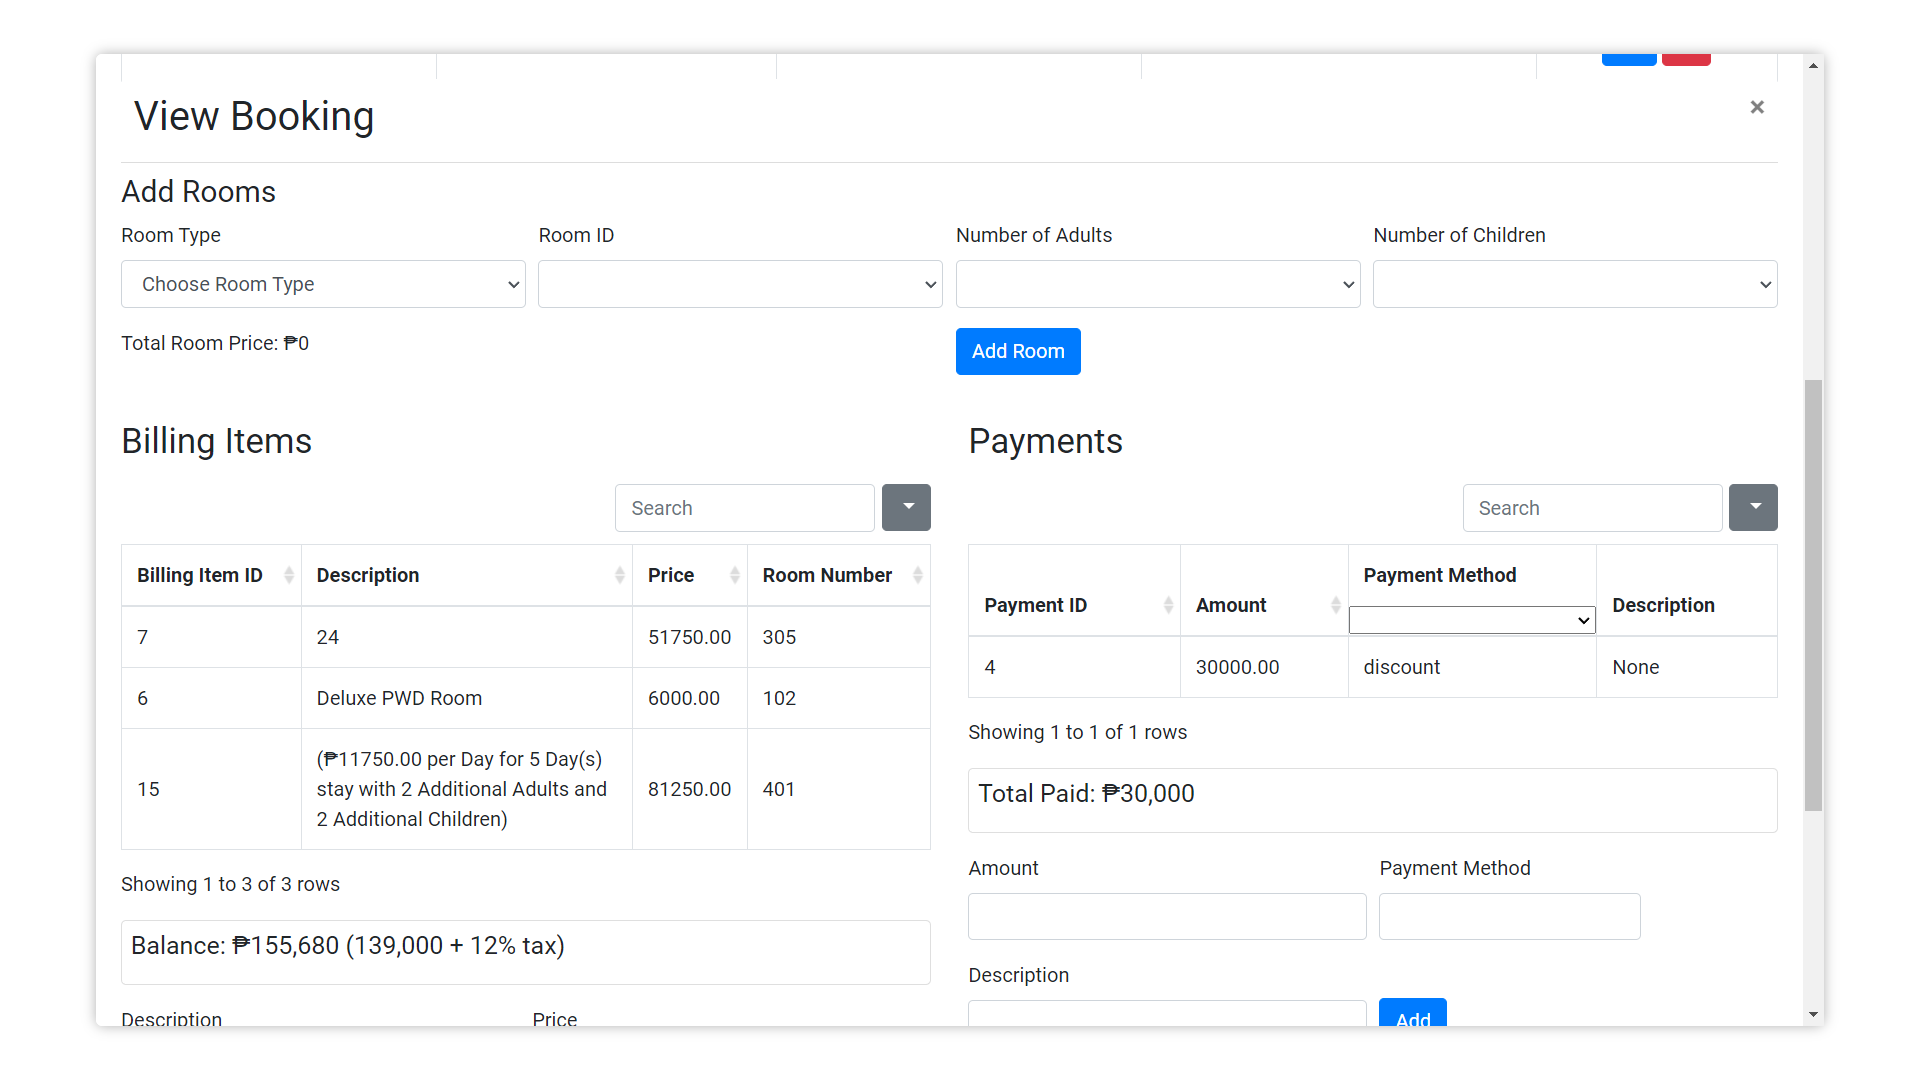 View Booking
×
Add Rooms
Room Type
Room ID
Number of Adults
Number of Children
Choose Room Type
Total Room Price: ₱0
Add Room
Billing Items
Search
Billing Item ID
Description
Price
Room Number
7
24
51750.00
305
6
Deluxe PWD Room
6000.00
102
15
(₱11750.00 per Day for 5 Day(s)
stay with 2 Additional Adults and
2 Additional Children)
81250.00
401
Showing 1 to 3 of 3 rows
Balance: ₱155,680 (139,000 + 12% tax)
Description
Price
Payments
Search
Payment ID
Amount
Payment Method
Description
4
30000.00
discount
None
Showing 1 to 1 of 1 rows
Total Paid: ₱30,000
Amount
Payment Method
Description
Add